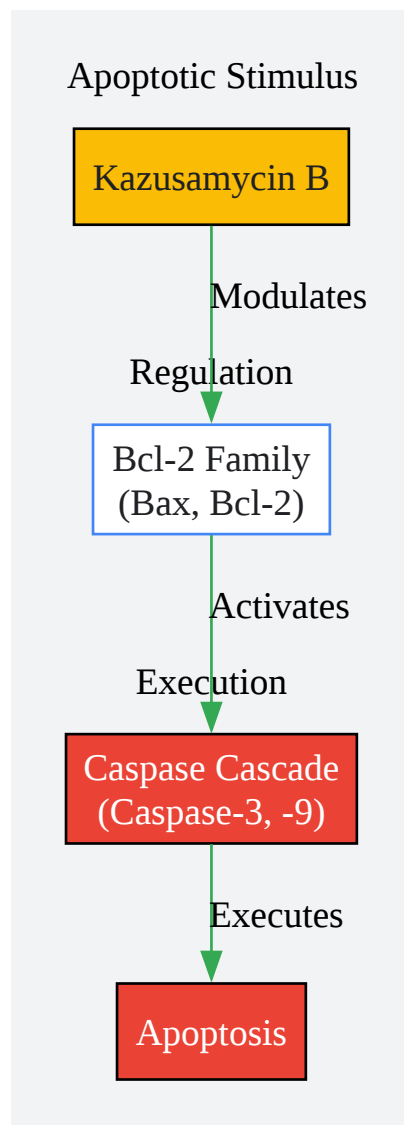 Apoptotic Stimulus
Kazusamycin B
Modulates
Regulation
Bcl-2 Family
(Bax, Bcl-2)
Activates
Execution
Caspase Cascade
(Caspase-3, -9)
Executes
Apoptosis